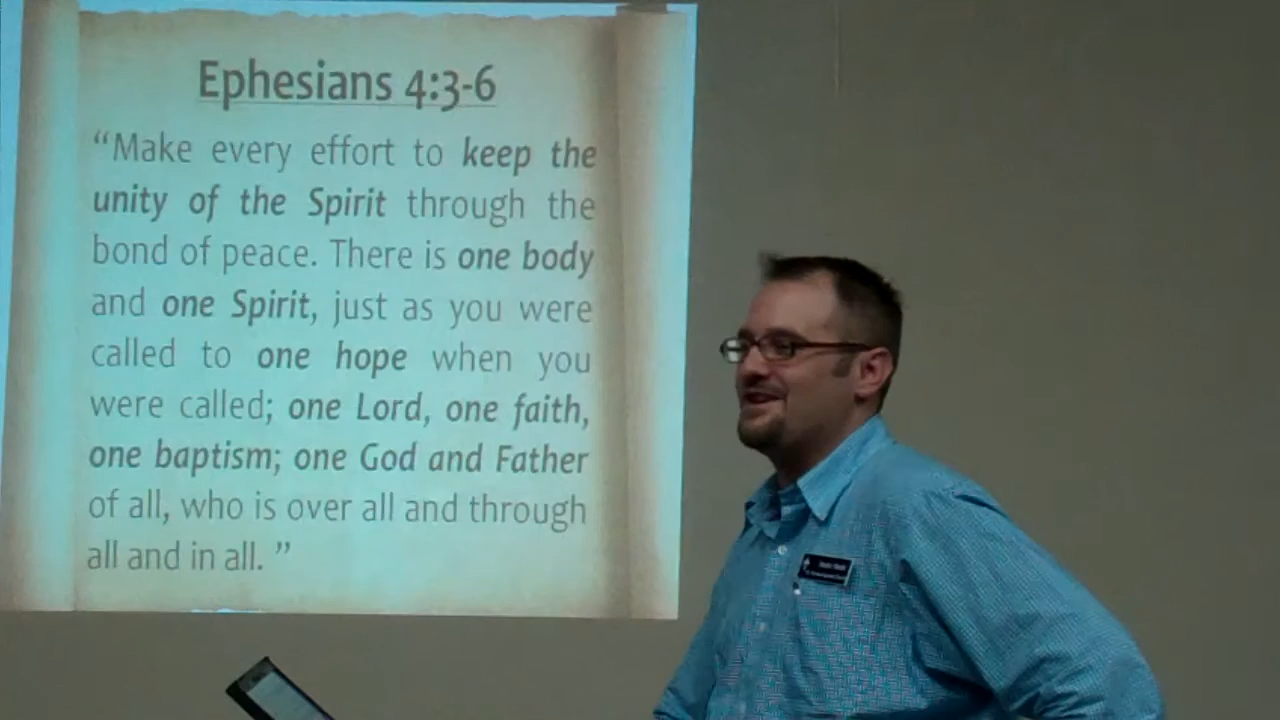 Ephesians 4:3-6
“Make every effort to keep the
unity of the Spirit through the
bond of peace. There is one body
and one Spirit, just as you were
called to one hope when you
were called; one Lord, one faith,
one baptism; one God and Father
of all, who is over all and through
all and in all. ”